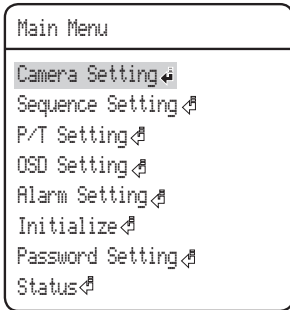 Main Menu
Camera Setting
Sequence Setting
P/T Setting
OSD Setting
Alarm Setting
Initialize
Password Setting
Status